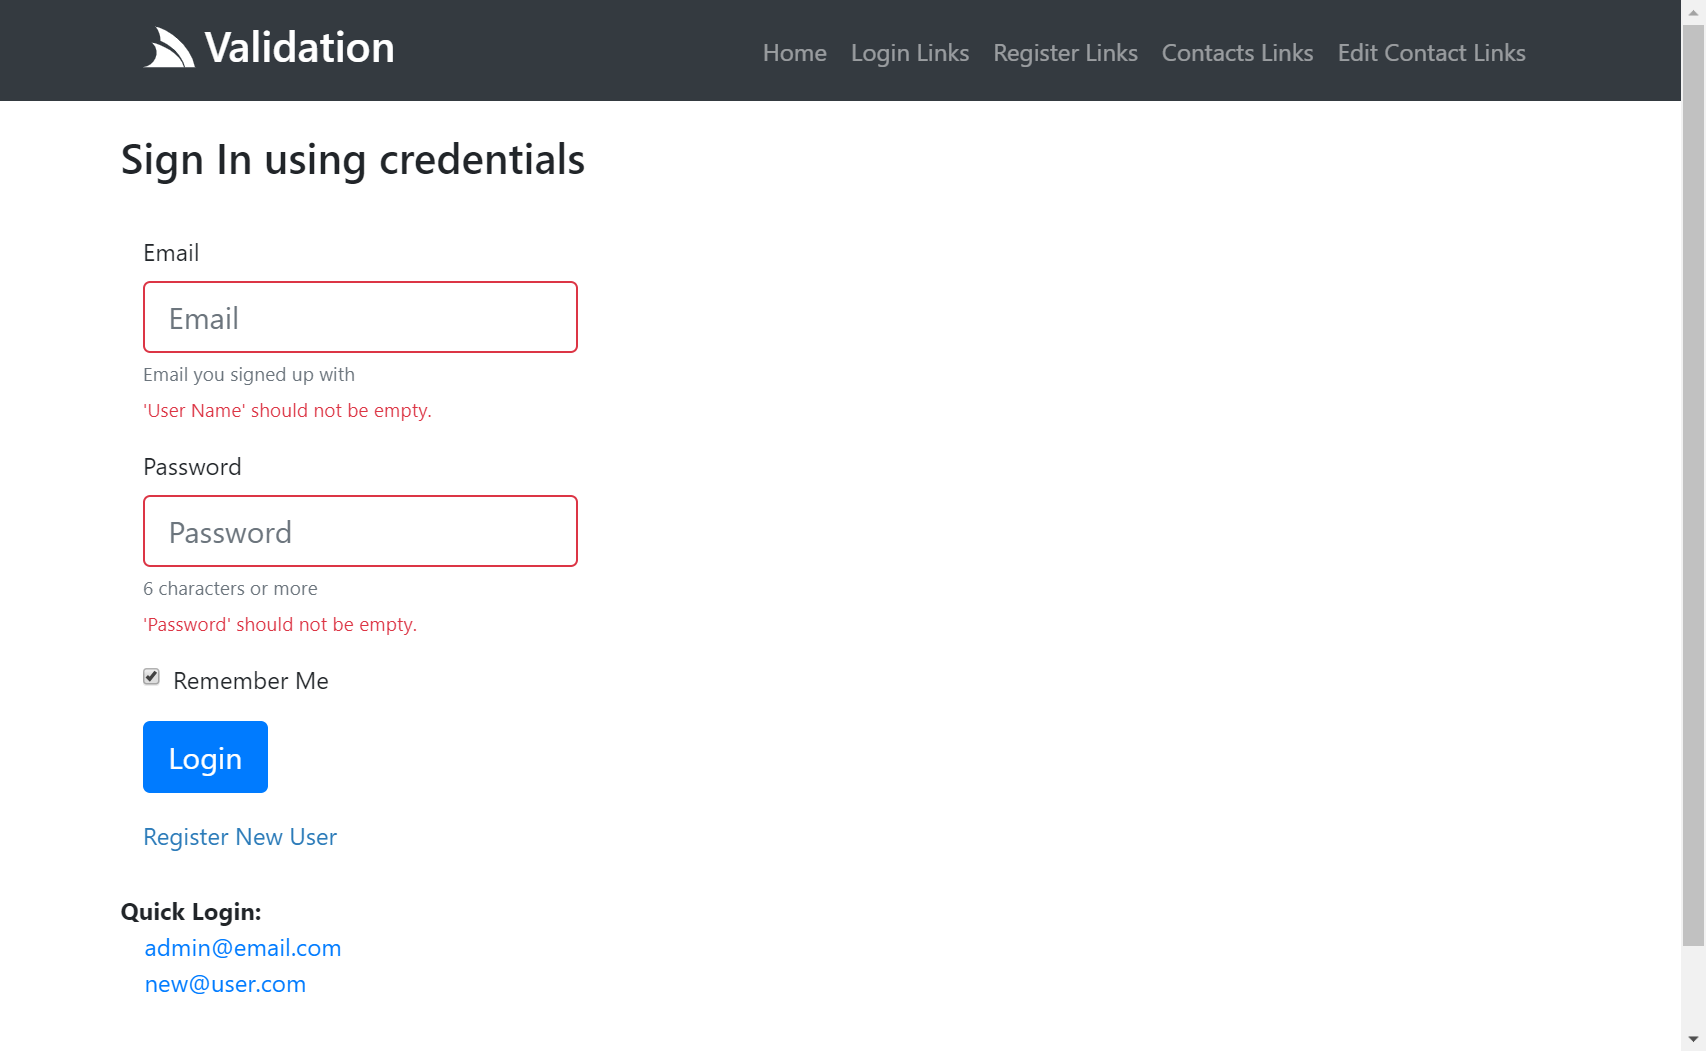 Validation
Home Login Links Register Links Contacts Links Edit Contact Links
Sign In using credentials
Email
Email
Email you signed up with
'User Name' should not be empty.
Password
Password
6 characters or more
'Password' should not be empty.
Remember Me
Login
Register New User
Quick Login:
admin@email.com
new@user.com